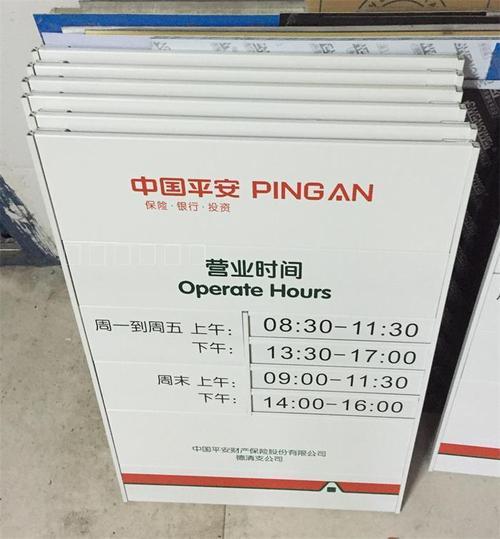 中国平安 PINGAN
保险·银行·投资
营业时间
Operate Hours
周一到周五 上午: 08:30-11:30
下午: 13:30-17:00
周末 上午: 09:00-11:30
下午: 14:00-16:00
中国平安财产保险股份有限公司
德清支公司